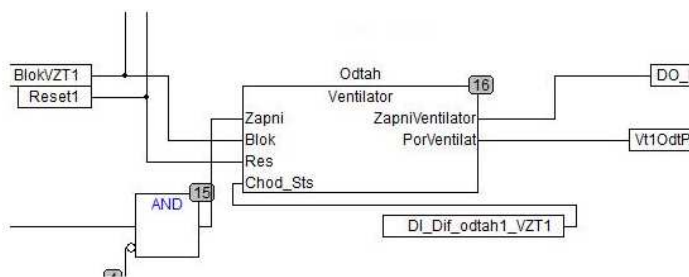 Odtah
BlokVZT1
16
DO_
Reset1
Ventilator
Zapni
ZapniVentilator
Blok
PorVentilat
Vt1OdtP
Res
Chod_Sts
15
AND
DI_Dif_odtah1_VZT1